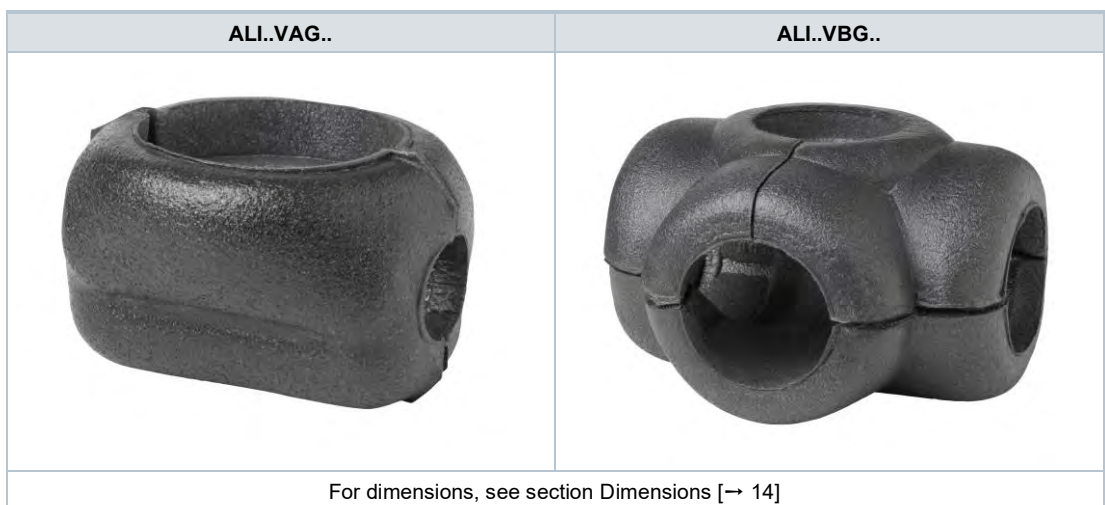 ALI..VAG..
ALI..VBG..
For dimensions, see section Dimensions [→ 14]